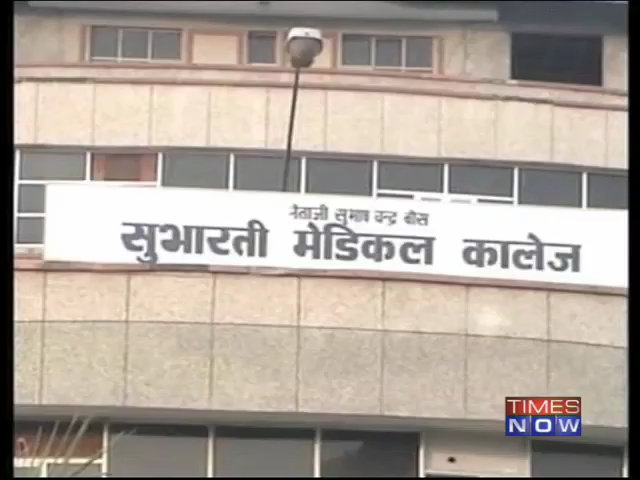 नेताजी सुभाष चन्द्र बोस
सुभारती मेडिकल कालेज
TIMES
NOW